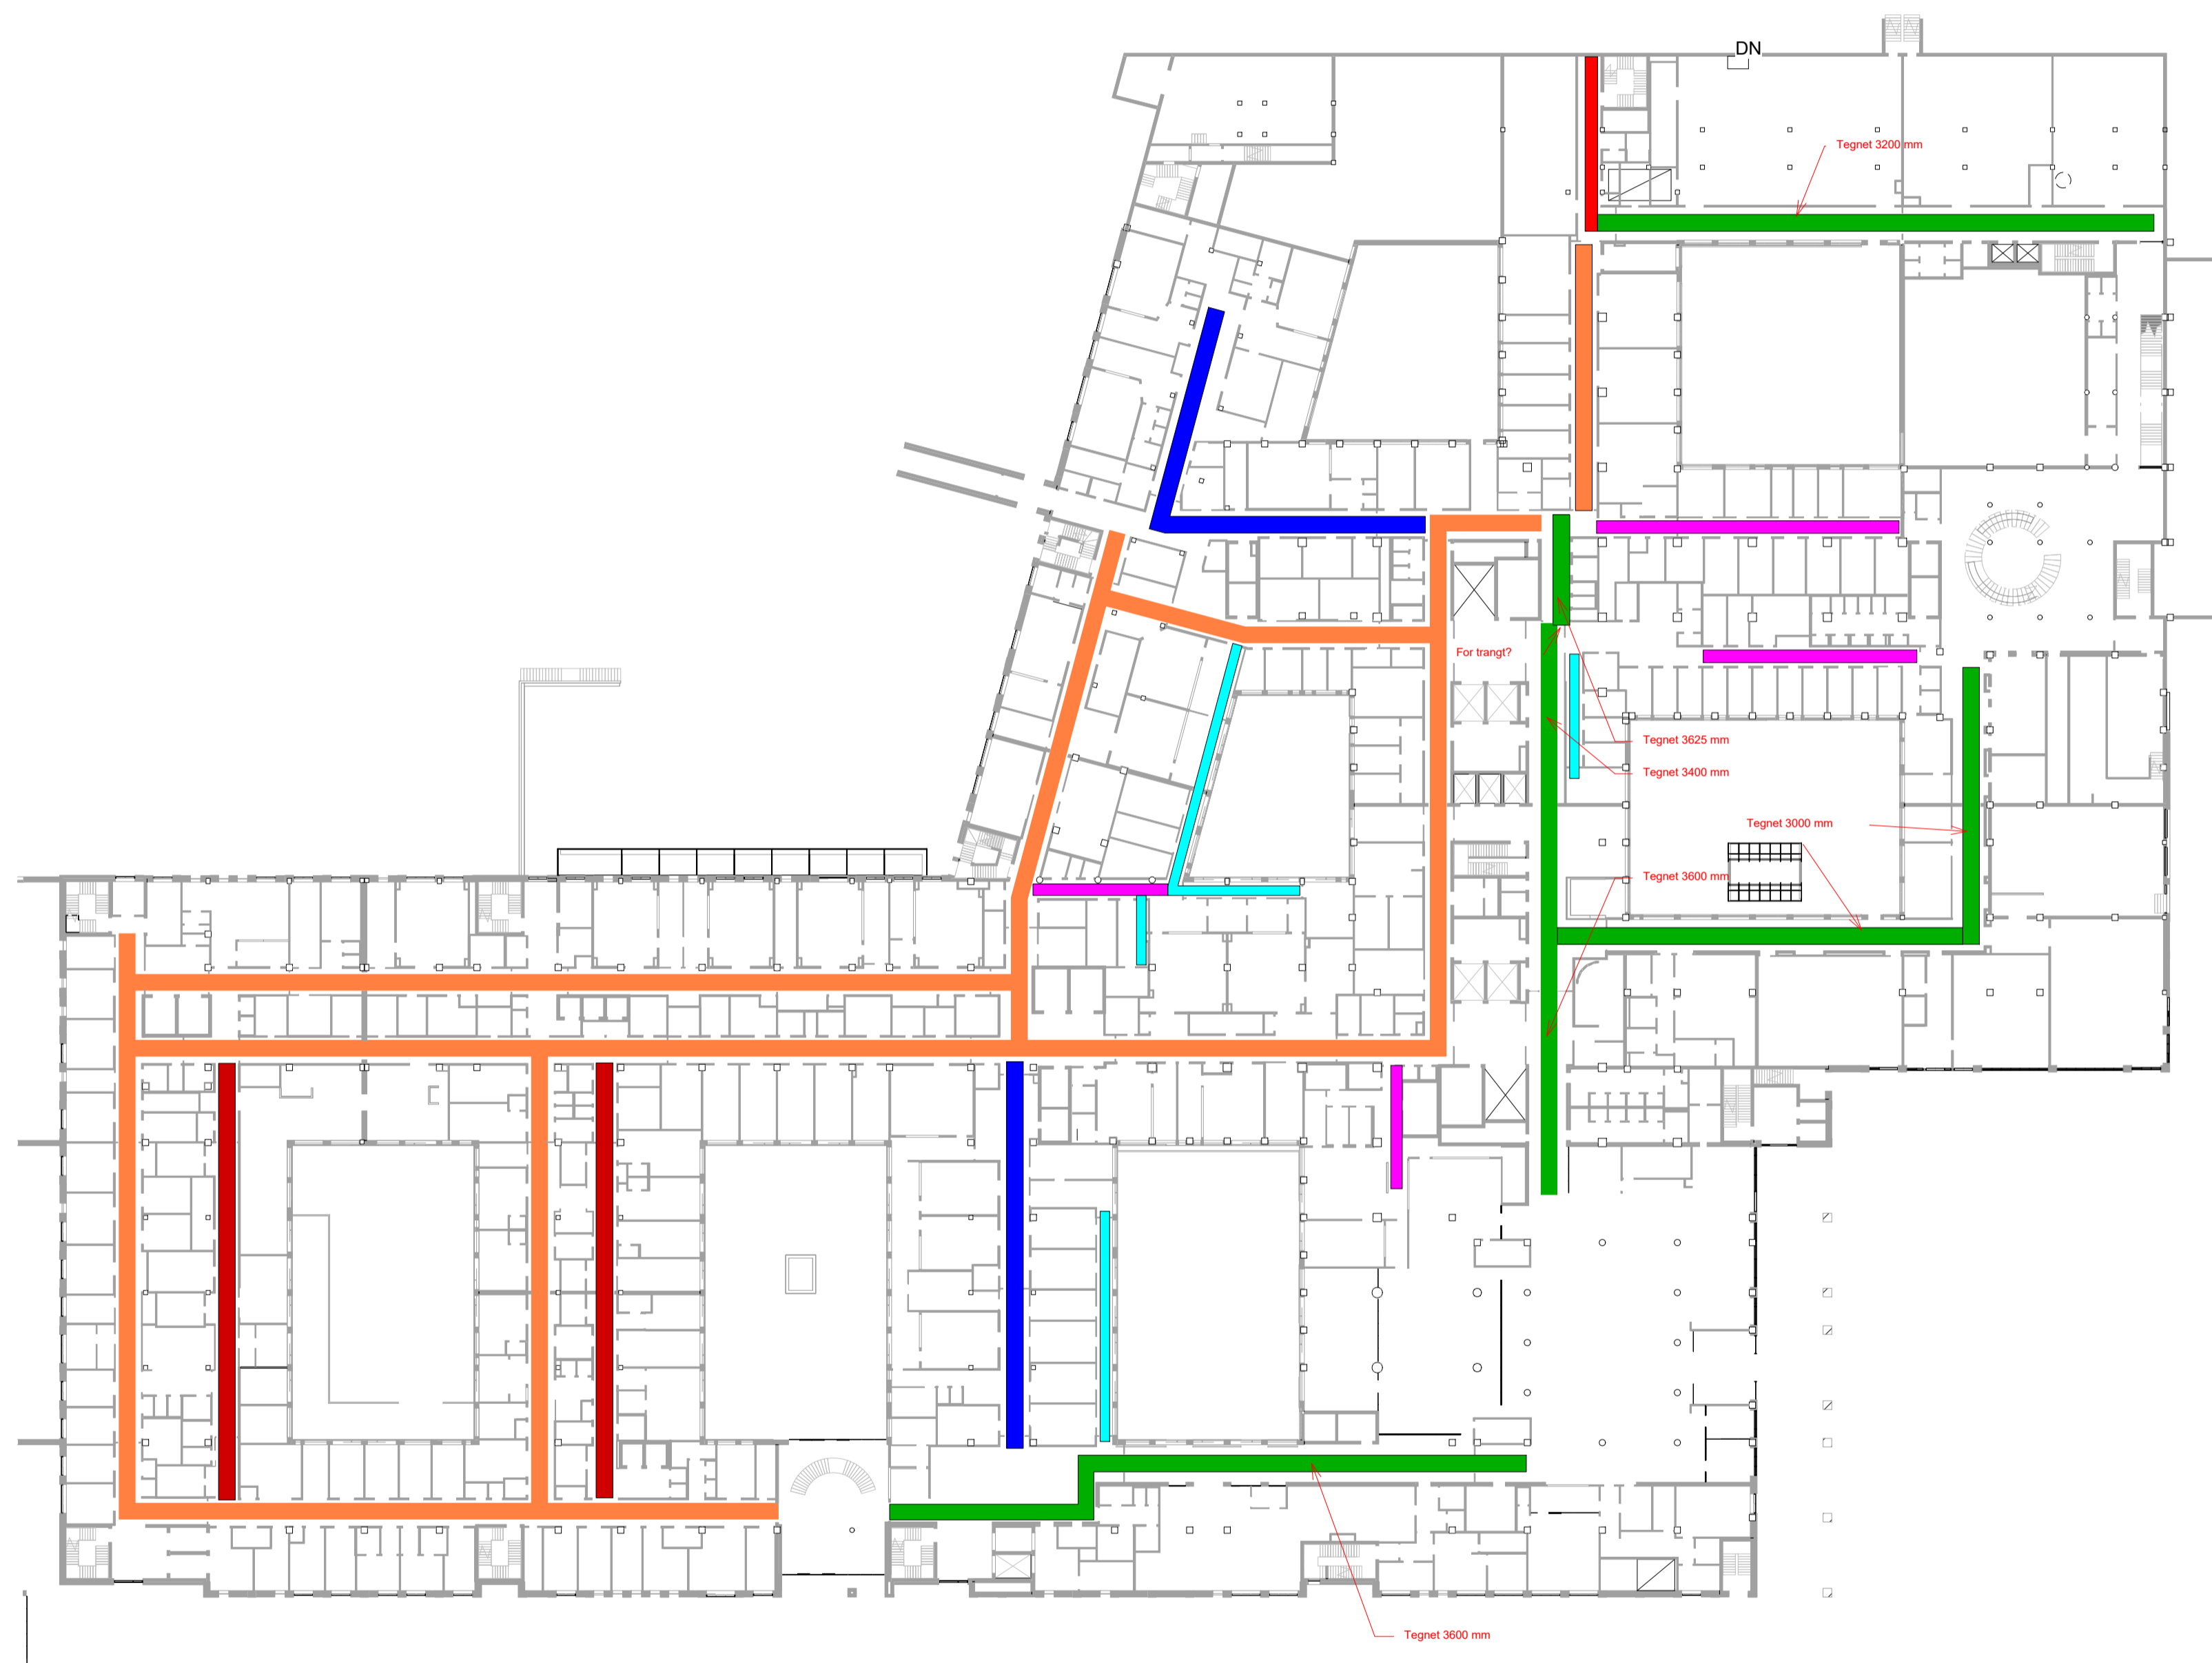 DN
Tegnet 3200 mm
For trangt?
Tegnet 3625 mm
Tegnet 3400 mm
Tegnet 3000 mm
Tegnet 3600 mm
Tegnet 3600 mm